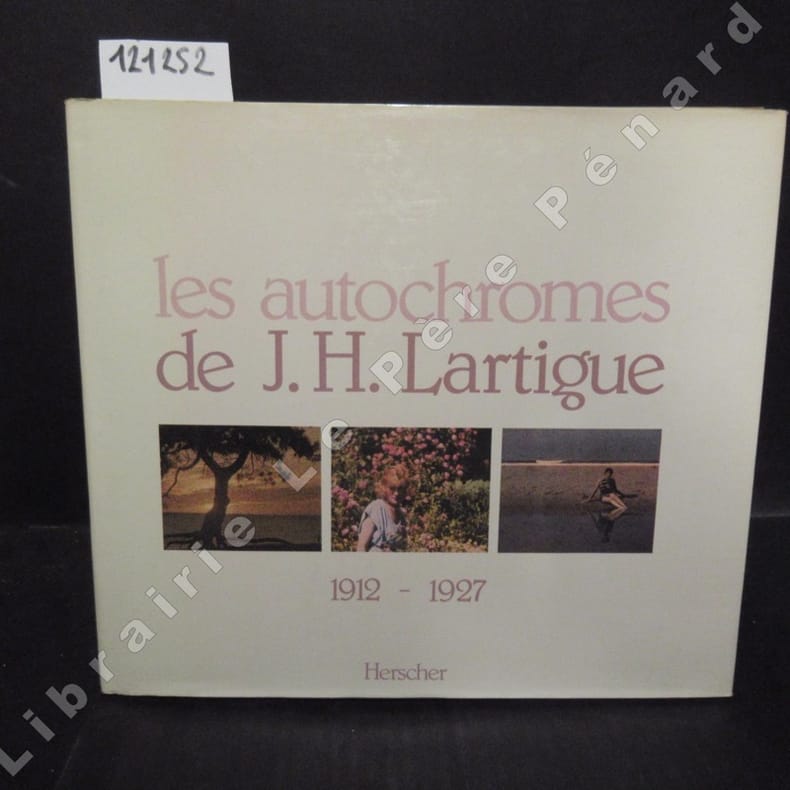 121252
les autochromes
de J.H. Lartigue
1912 - 1927
Herscher
Librairie Le Père Pénard